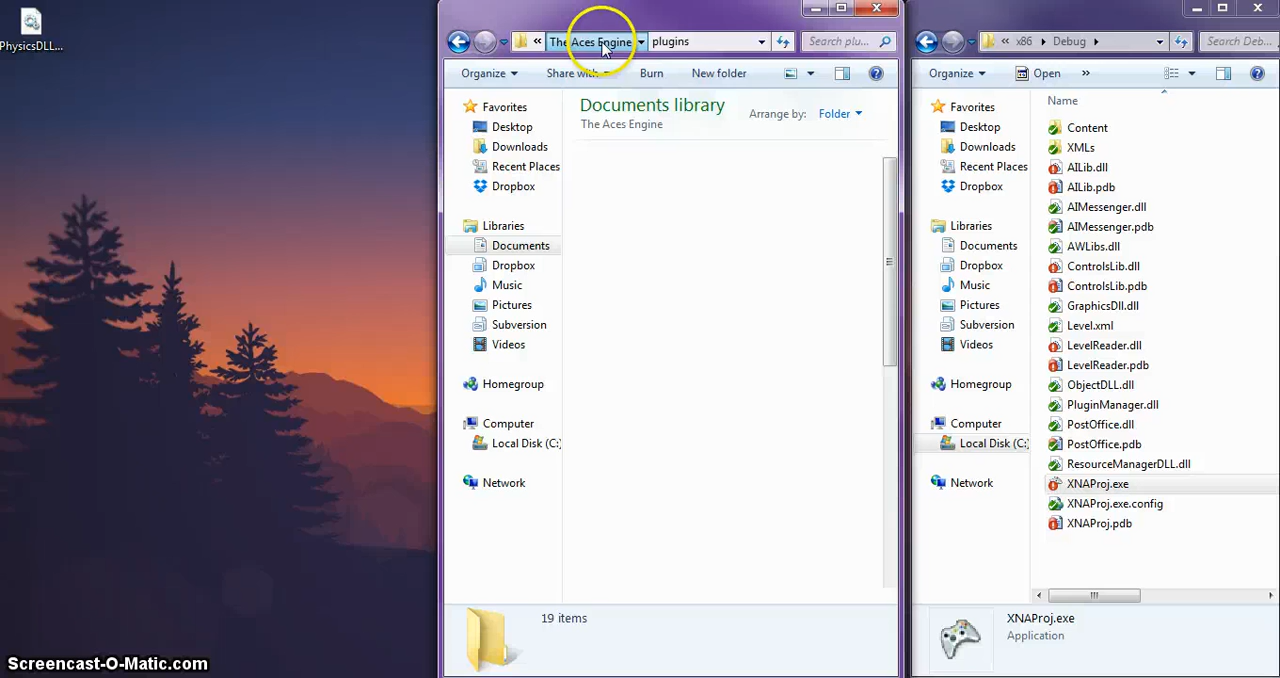 PhysicsDLL...
«
The Aces Engine
plugins
Search plu...
Organize
Share with
Burn
New folder
Documents library
The Aces Engine
Arrange by:
Folder
Favorites
Desktop
Downloads
Recent Places
Dropbox
Libraries
Documents
Dropbox
Music
Pictures
Subversion
Videos
Homegroup
Computer
Local Disk (C:)
Network
19 items
«
x86
Debug
Search Deb...
Organize
Open
»
Favorites
Desktop
Downloads
Recent Places
Dropbox
Libraries
Documents
Dropbox
Music
Pictures
Subversion
Videos
Homegroup
Computer
Local Disk (C:)
Network
Name
Content
XMLs
AILib.dll
AILib.pdb
AIMessenger.dll
AIMessenger.pdb
AWLibs.dll
ControlsLib.dll
ControlsLib.pdb
GraphicsDll.dll
Level.xml
LevelReader.dll
LevelReader.pdb
ObjectDLL.dll
PluginManager.dll
PostOffice.dll
PostOffice.pdb
ResourceManagerDLL.dll
XNAProj.exe
XNAProj.exe.config
XNAProj.pdb
XNAProj.exe
Application
Screencast-O-Matic.com